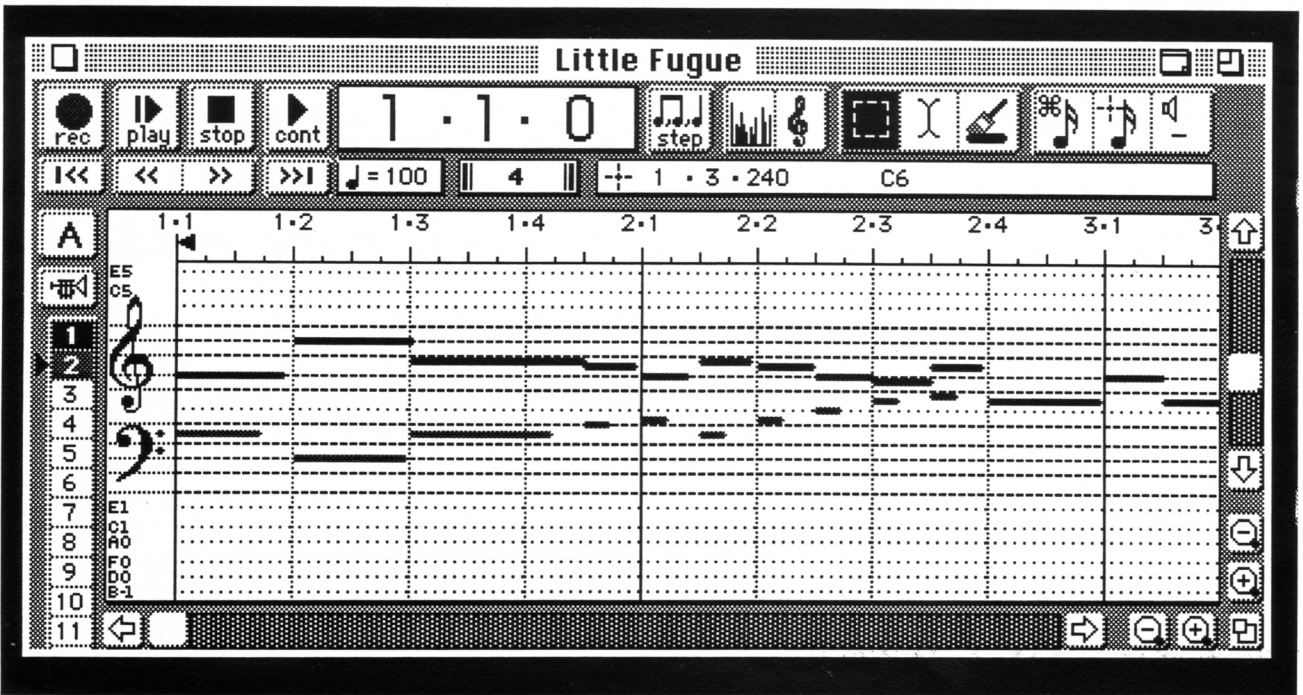 Little Fugue
rec play stop cont 1 · 1 · 0 step
I<< << >> >>I ♩ = 100 4 1 · 3 · 240 C6
A 1·1 1·2 1·3 1·4 2·1 2·2 2·3 2·4 3·1 3·
E5
C5
1
2
3
4
5
6
7 E1
C1
8 A0
F0
9 D0
B-1
10
11